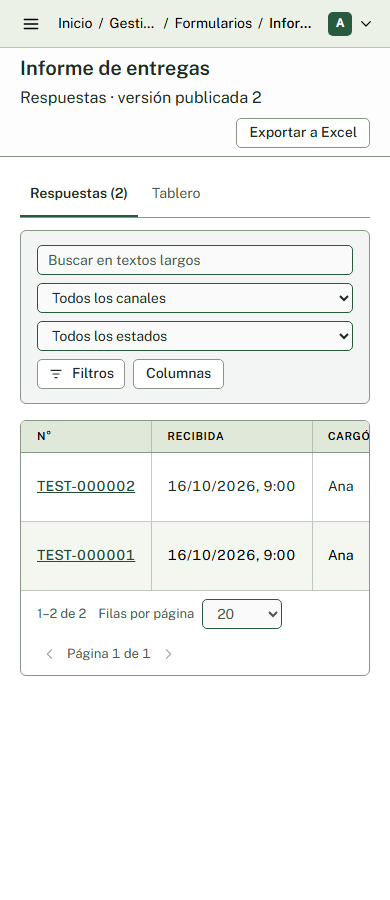 Inicio / Gesti... / Formularios / Infor... A
Informe de entregas
Respuestas · versión publicada 2
Exportar a Excel
Respuestas (2) Tablero
Buscar en textos largos
Todos los canales
Todos los estados
Filtros Columnas
N° RECIBIDA CARGÓ
TEST-000002 16/10/2026, 9:00 Ana
TEST-000001 16/10/2026, 9:00 Ana
1–2 de 2 Filas por página 20
Página 1 de 1